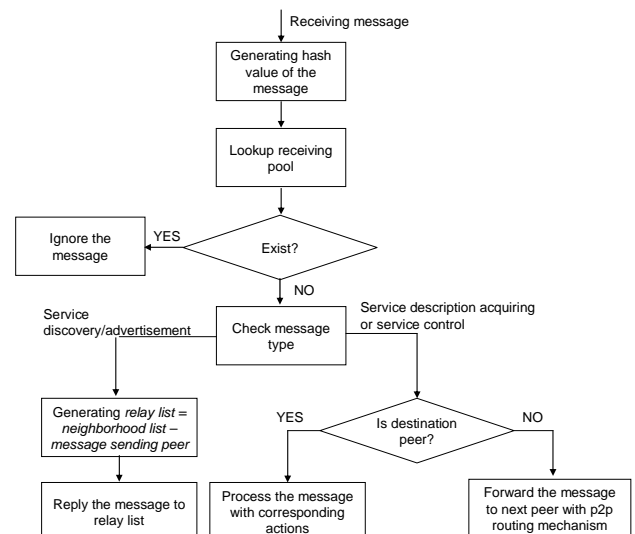 Receiving message
Generating hash
value of the
message
Lookup receiving
pool
Ignore the
message
YES
Exist?
NO
Service
discovery/advertisement
Check message
type
Service description acquiring
or service control
Generating relay list =
neighborhood list –
message sending peer
YES
Is destination
peer?
NO
Reply the message to
relay list
Process the message
with corresponding
actions
Forward the message
to next peer with p2p
routing mechanism